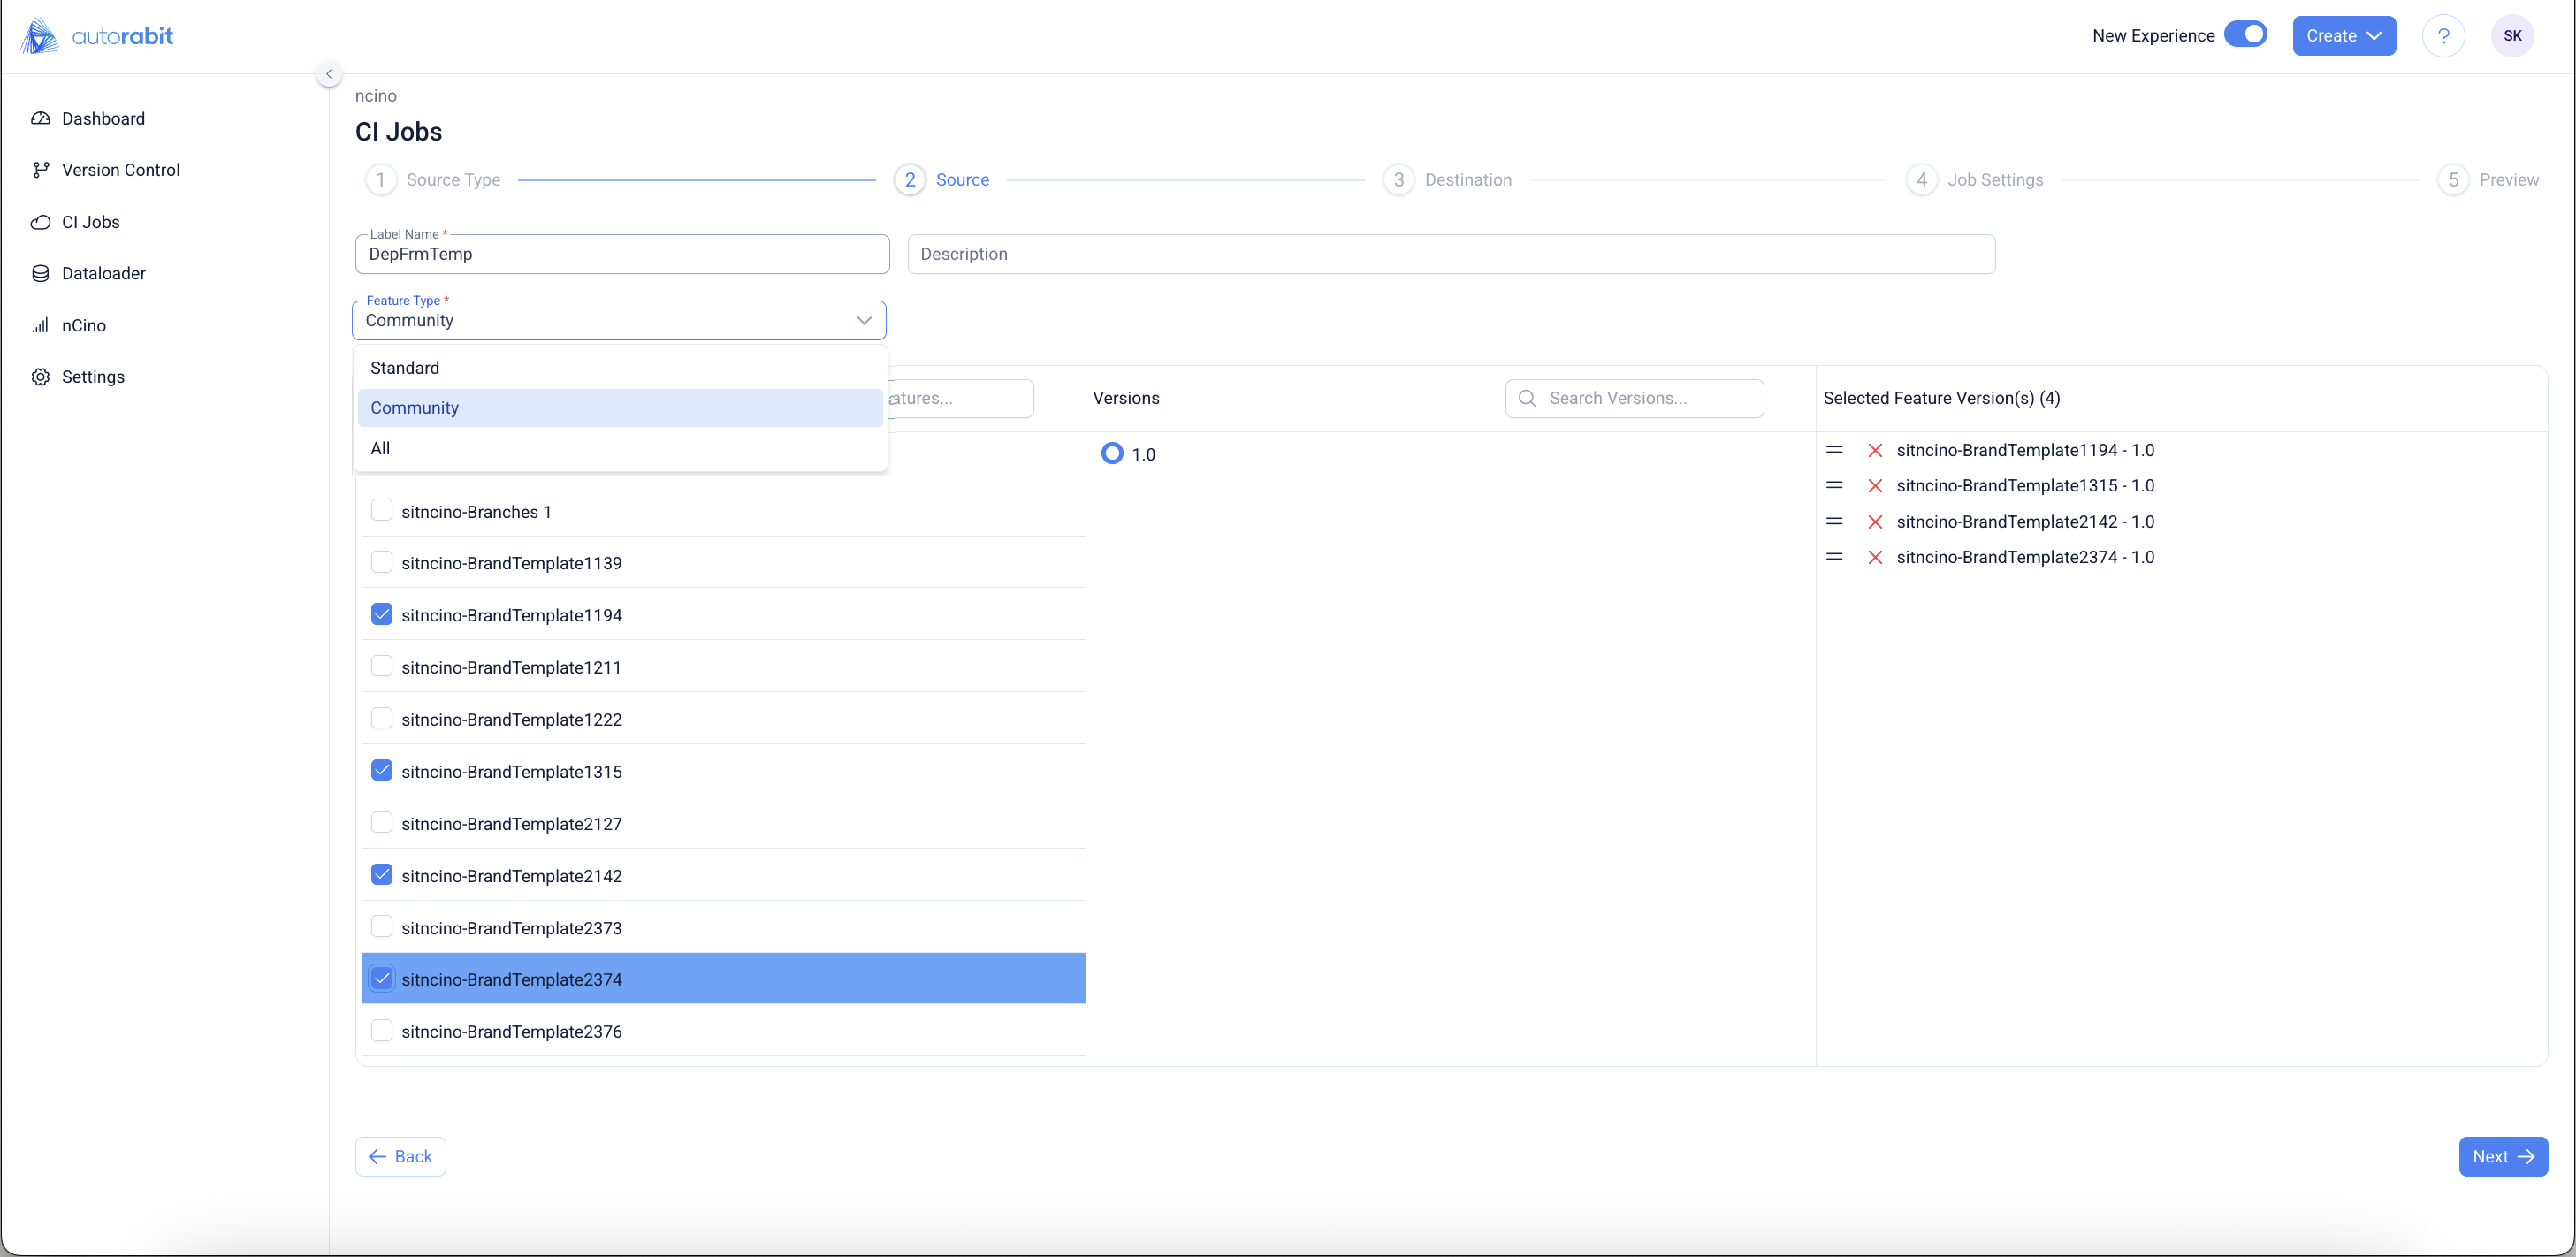 autorabit
New Experience
Create
?
SK
Dashboard
Version Control
CI Jobs
Dataloader
nCino
Settings
ncino
CI Jobs
1 Source Type
2 Source
3 Destination
4 Job Settings
5 Preview
Label Name *
DepFrmTemp
Description
Feature Type *
Community
Standard
Community
All
atures...
sitncino-Branches 1
sitncino-BrandTemplate1139
sitncino-BrandTemplate1194
sitncino-BrandTemplate1211
sitncino-BrandTemplate1222
sitncino-BrandTemplate1315
sitncino-BrandTemplate2127
sitncino-BrandTemplate2142
sitncino-BrandTemplate2373
sitncino-BrandTemplate2374
sitncino-BrandTemplate2376
Versions
Search Versions...
1.0
Selected Feature Version(s) (4)
sitncino-BrandTemplate1194 - 1.0
sitncino-BrandTemplate1315 - 1.0
sitncino-BrandTemplate2142 - 1.0
sitncino-BrandTemplate2374 - 1.0
Back
Next